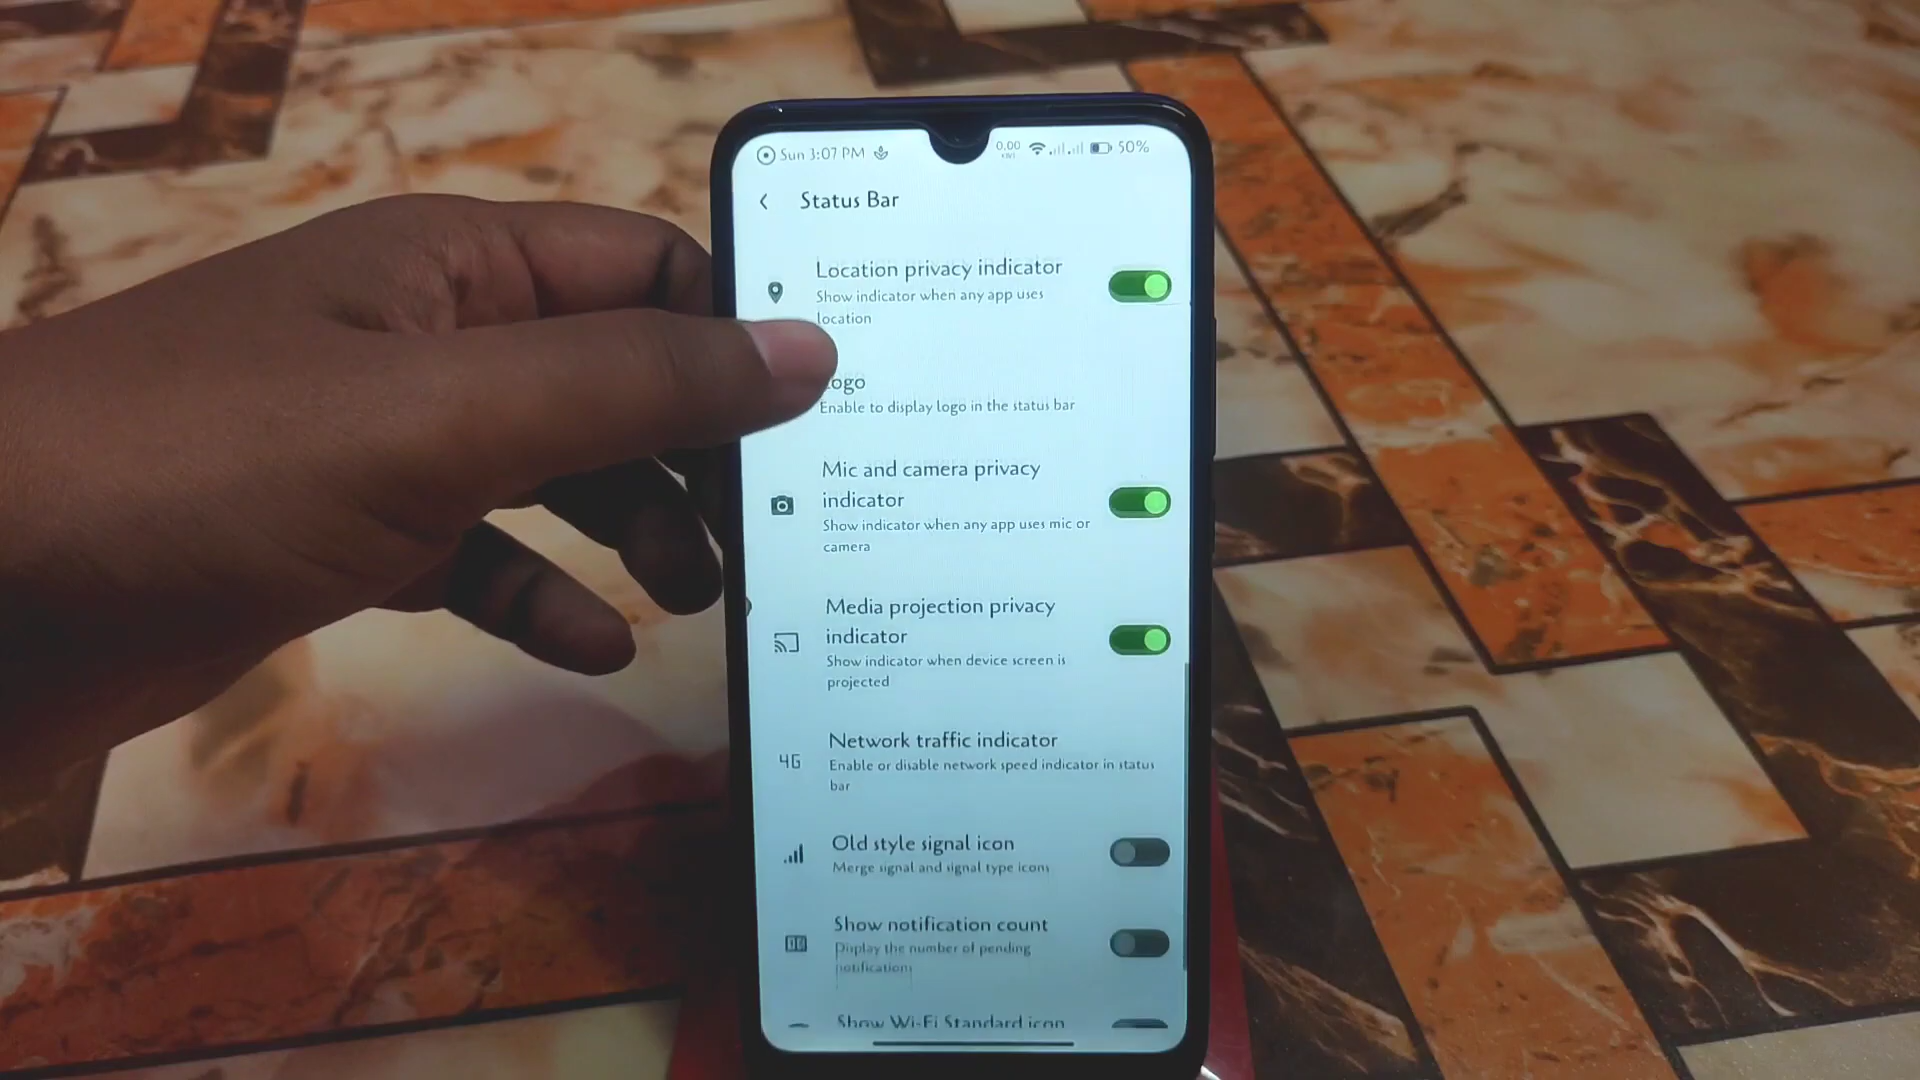 Sun 3:07 PM
0.00
50%
Status Bar
Location privacy indicator
Show indicator when any app uses
location
Logo
Enable to display logo in the status bar
Mic and camera privacy
indicator
Show indicator when any app uses mic or
camera
Media projection privacy
indicator
Show indicator when device screen is
projected
4G
Network traffic indicator
Enable or disable network speed indicator in status
bar
Old style signal icon
Merge signal and signal type icons
Show notification count
Display the number of pending
notifications
Show Wi-Fi Standard icon